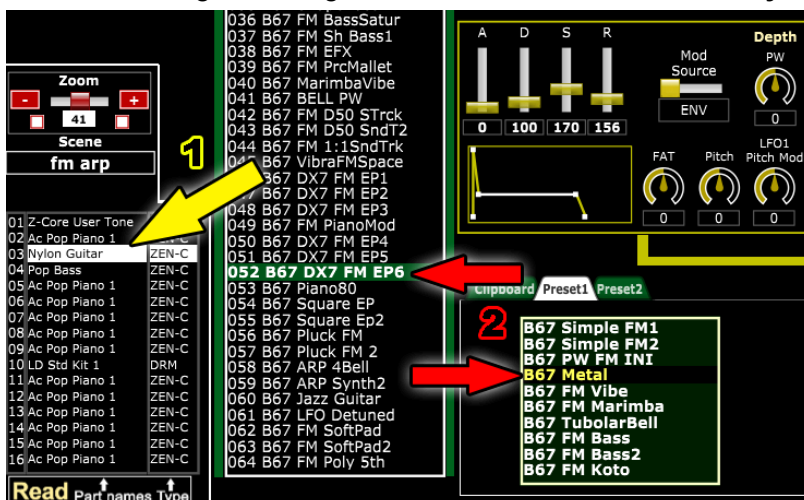 Zoom
- +
41
Scene
fm arp
1
01 Z-Core User Tone
02 Ac Pop Piano 1 ZEN-C
03 Nylon Guitar ZEN-C
04 Pop Bass ZEN-C
05 Ac Pop Piano 1 ZEN-C
06 Ac Pop Piano 1 ZEN-C
07 Ac Pop Piano 1 ZEN-C
08 Ac Pop Piano 1 ZEN-C
09 Ac Pop Piano 1 ZEN-C
10 LD Std Kit 1 DRM
11 Ac Pop Piano 1 ZEN-C
12 Ac Pop Piano 1 ZEN-C
13 Ac Pop Piano 1 ZEN-C
14 Ac Pop Piano 1 ZEN-C
15 Ac Pop Piano 1 ZEN-C
16 Ac Pop Piano 1 ZEN-C
Read Part names Type
036 B67 FM BassSatur
037 B67 FM Sh Bass1
038 B67 FM EFX
039 B67 FM PrcMallet
040 B67 MarimbaVibe
041 B67 BELL PW
042 B67 FM D50 STrck
043 B67 FM D50 SndT2
044 B67 FM 1:1SndTrk
B67 VibraFMSpace
B67 DX7 FM EP1
B67 DX7 FM EP2
048 B67 DX7 FM EP3
049 B67 FM PianoMod
050 B67 DX7 FM EP4
051 B67 DX7 FM EP5
052 B67 DX7 FM EP6
053 B67 Piano80
054 B67 Square EP
055 B67 Square Ep2
056 B67 Pluck FM
057 B67 Pluck FM 2
058 B67 ARP 4Bell
059 B67 ARP Synth2
060 B67 Jazz Guitar
061 B67 LFO Detuned
062 B67 FM SoftPad
063 B67 FM SoftPad2
064 B67 FM Poly 5th
A D S R
0 100 170 156
Mod
Source
ENV
Depth
PW
0
LFO1
FAT Pitch Pitch Mod
0 0 0
Clipboard Preset1 Preset2
2
B67 Simple FM1
B67 Simple FM2
B67 PW FM INI
B67 Metal
B67 FM Vibe
B67 FM Marimba
B67 TubolarBell
B67 FM Bass
B67 FM Bass2
B67 FM Koto